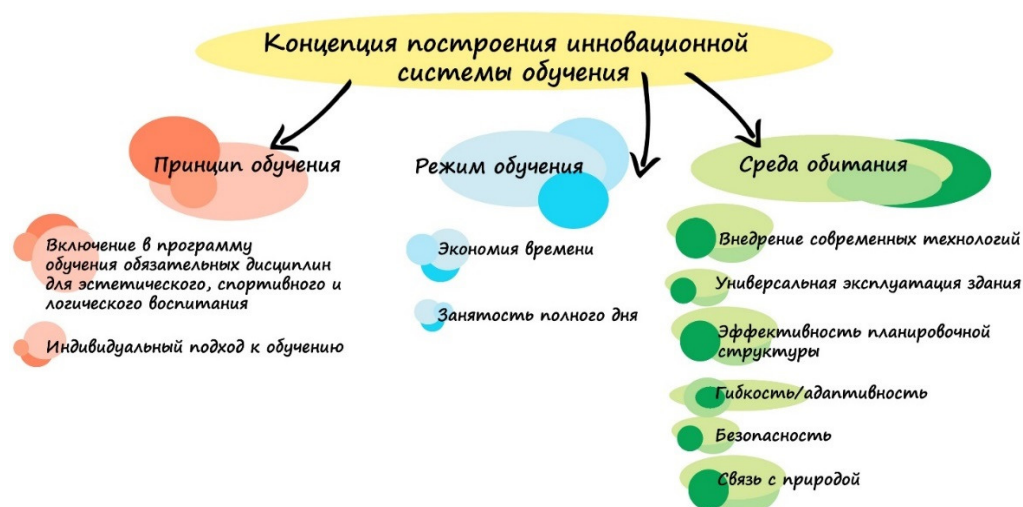 Концепция построения инновационной
системы обучения
Принцип обучения
Включение в программу
обучения обязательных дисциплин
для эстетического, спортивного и
логического воспитания
Индивидуальный подход к обучению
Режим обучения
Экономия времени
Занятость полного дня
Среда обитания
Внедрение современных технологий
Универсальная эксплуатация здания
Эффективность планировочной
структуры
Гибкость/адаптивность
Безопасность
Связь с природой